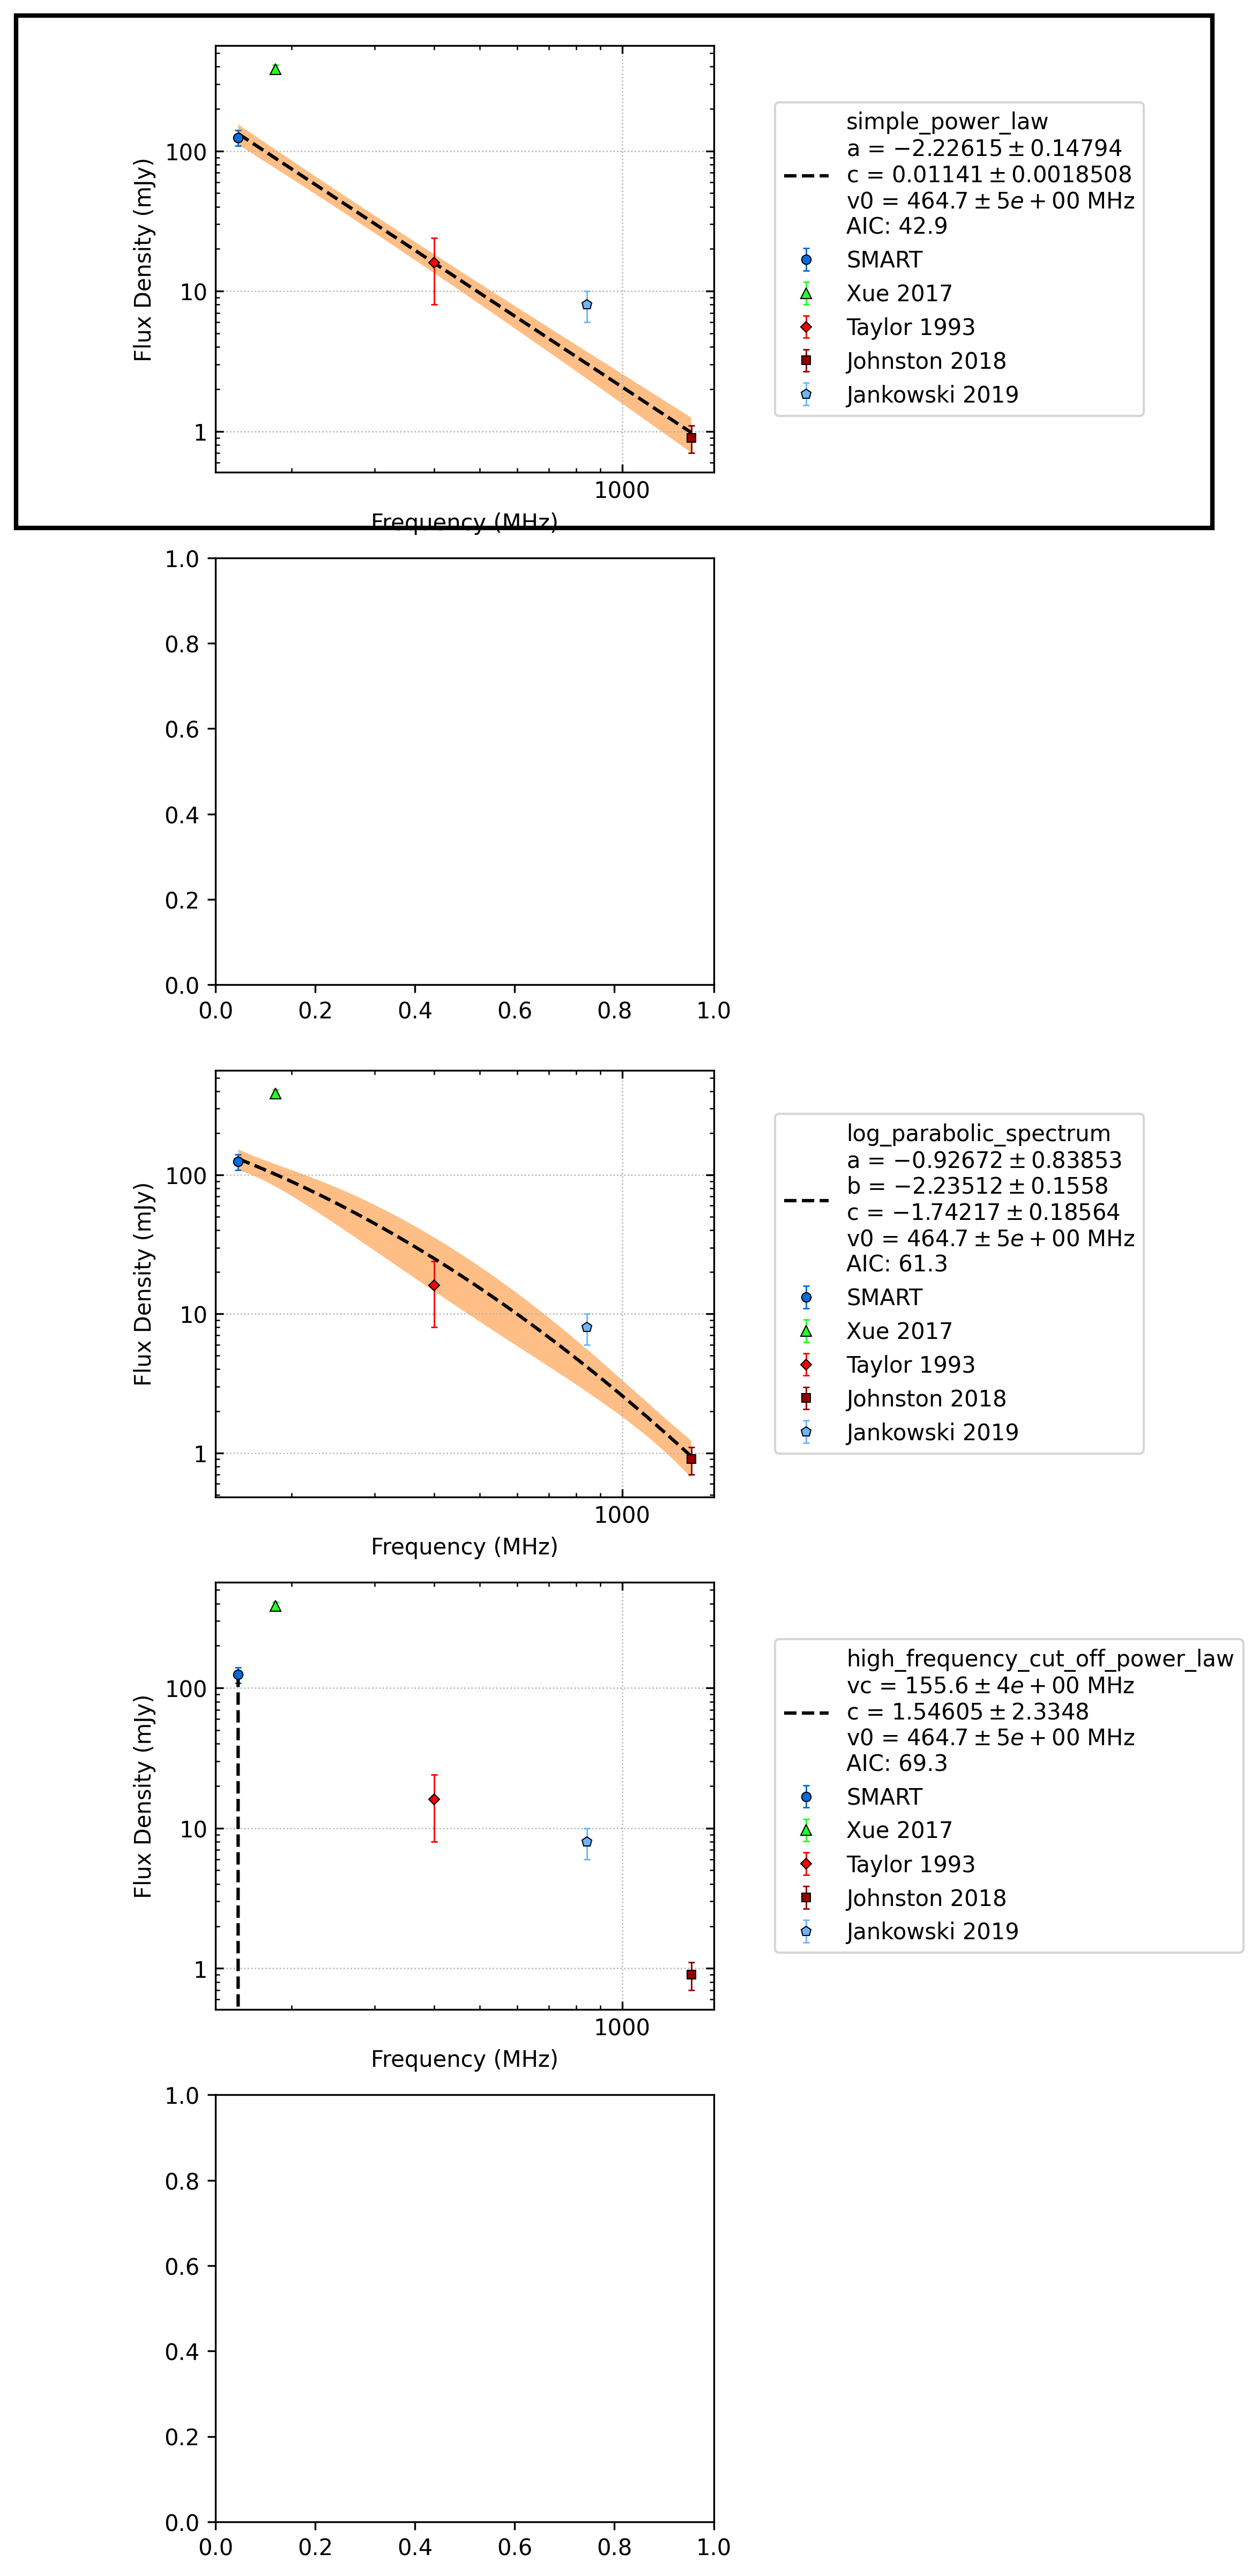 100
10
1
Flux Density (mJy)
1000
Frequency (MHz)
simple_power_law
a = −2.22615 ± 0.14794
c = 0.01141 ± 0.0018508
v0 = 464.7 ± 5e + 00 MHz
AIC: 42.9
SMART
Xue 2017
Taylor 1993
Johnston 2018
Jankowski 2019
1.0
0.8
0.6
0.4
0.2
0.0
0.0 0.2 0.4 0.6 0.8 1.0
100
10
1
Flux Density (mJy)
1000
Frequency (MHz)
log_parabolic_spectrum
a = −0.92672 ± 0.83853
b = −2.23512 ± 0.1558
c = −1.74217 ± 0.18564
v0 = 464.7 ± 5e + 00 MHz
AIC: 61.3
SMART
Xue 2017
Taylor 1993
Johnston 2018
Jankowski 2019
100
10
1
Flux Density (mJy)
1000
Frequency (MHz)
high_frequency_cut_off_power_law
vc = 155.6 ± 4e + 00 MHz
c = 1.54605 ± 2.3348
v0 = 464.7 ± 5e + 00 MHz
AIC: 69.3
SMART
Xue 2017
Taylor 1993
Johnston 2018
Jankowski 2019
1.0
0.8
0.6
0.4
0.2
0.0
0.0 0.2 0.4 0.6 0.8 1.0